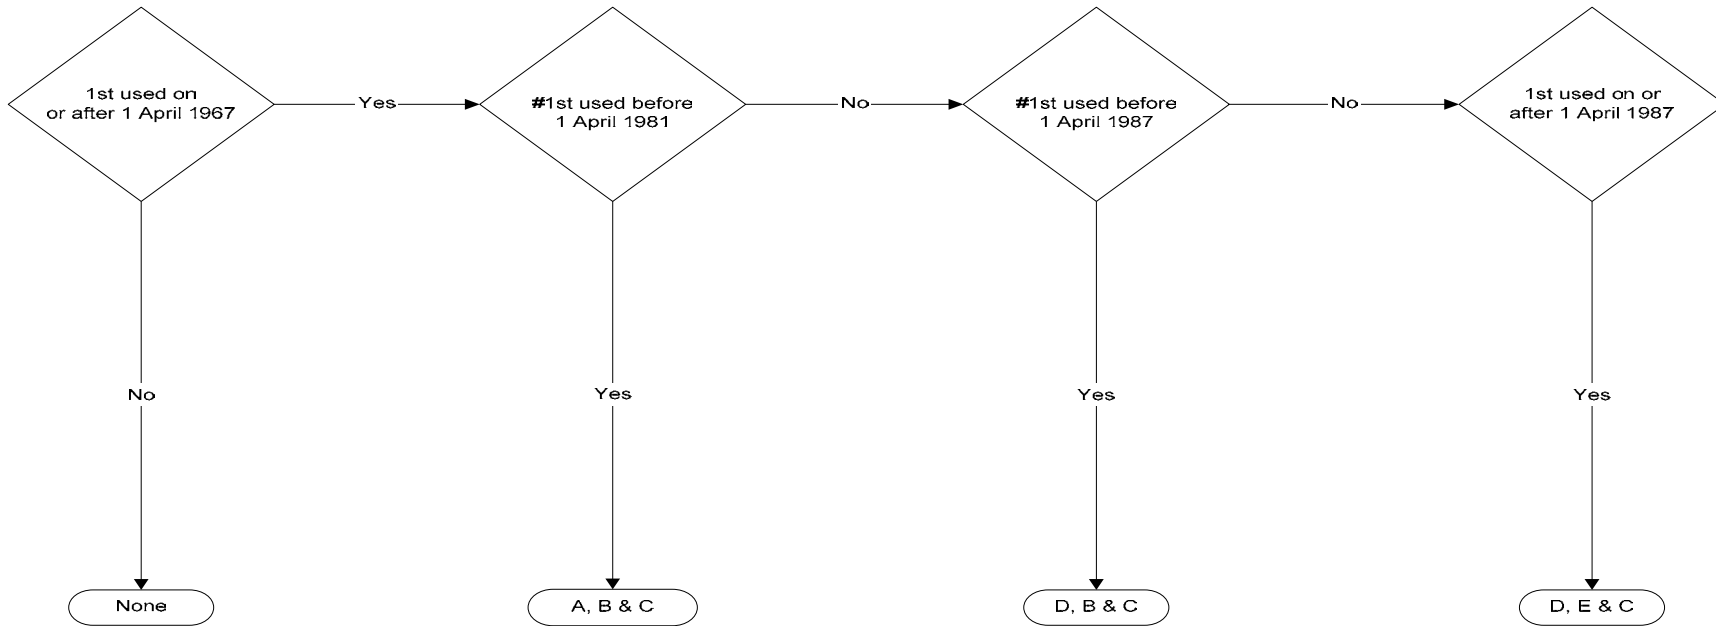 1st used on
or after 1 April 1967
Yes
#1st used before
1 April 1981
No
#1st used before
1 April 1987
No
1st used on or
after 1 April 1987
No
Yes
Yes
Yes
None
A, B & C
D, B & C
D, E & C